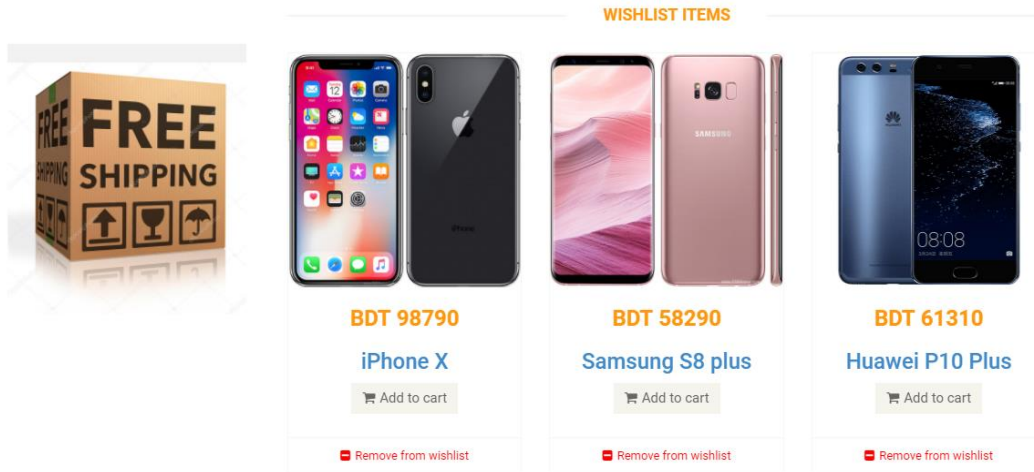 WISHLIST ITEMS
FREE
SHIPPING
FREE
SHIPPING
12
iPhone
SAMSUNG
08:08
BDT 98790
iPhone X
Add to cart
Remove from wishlist
BDT 58290
Samsung S8 plus
Add to cart
Remove from wishlist
BDT 61310
Huawei P10 Plus
Add to cart
Remove from wishlist